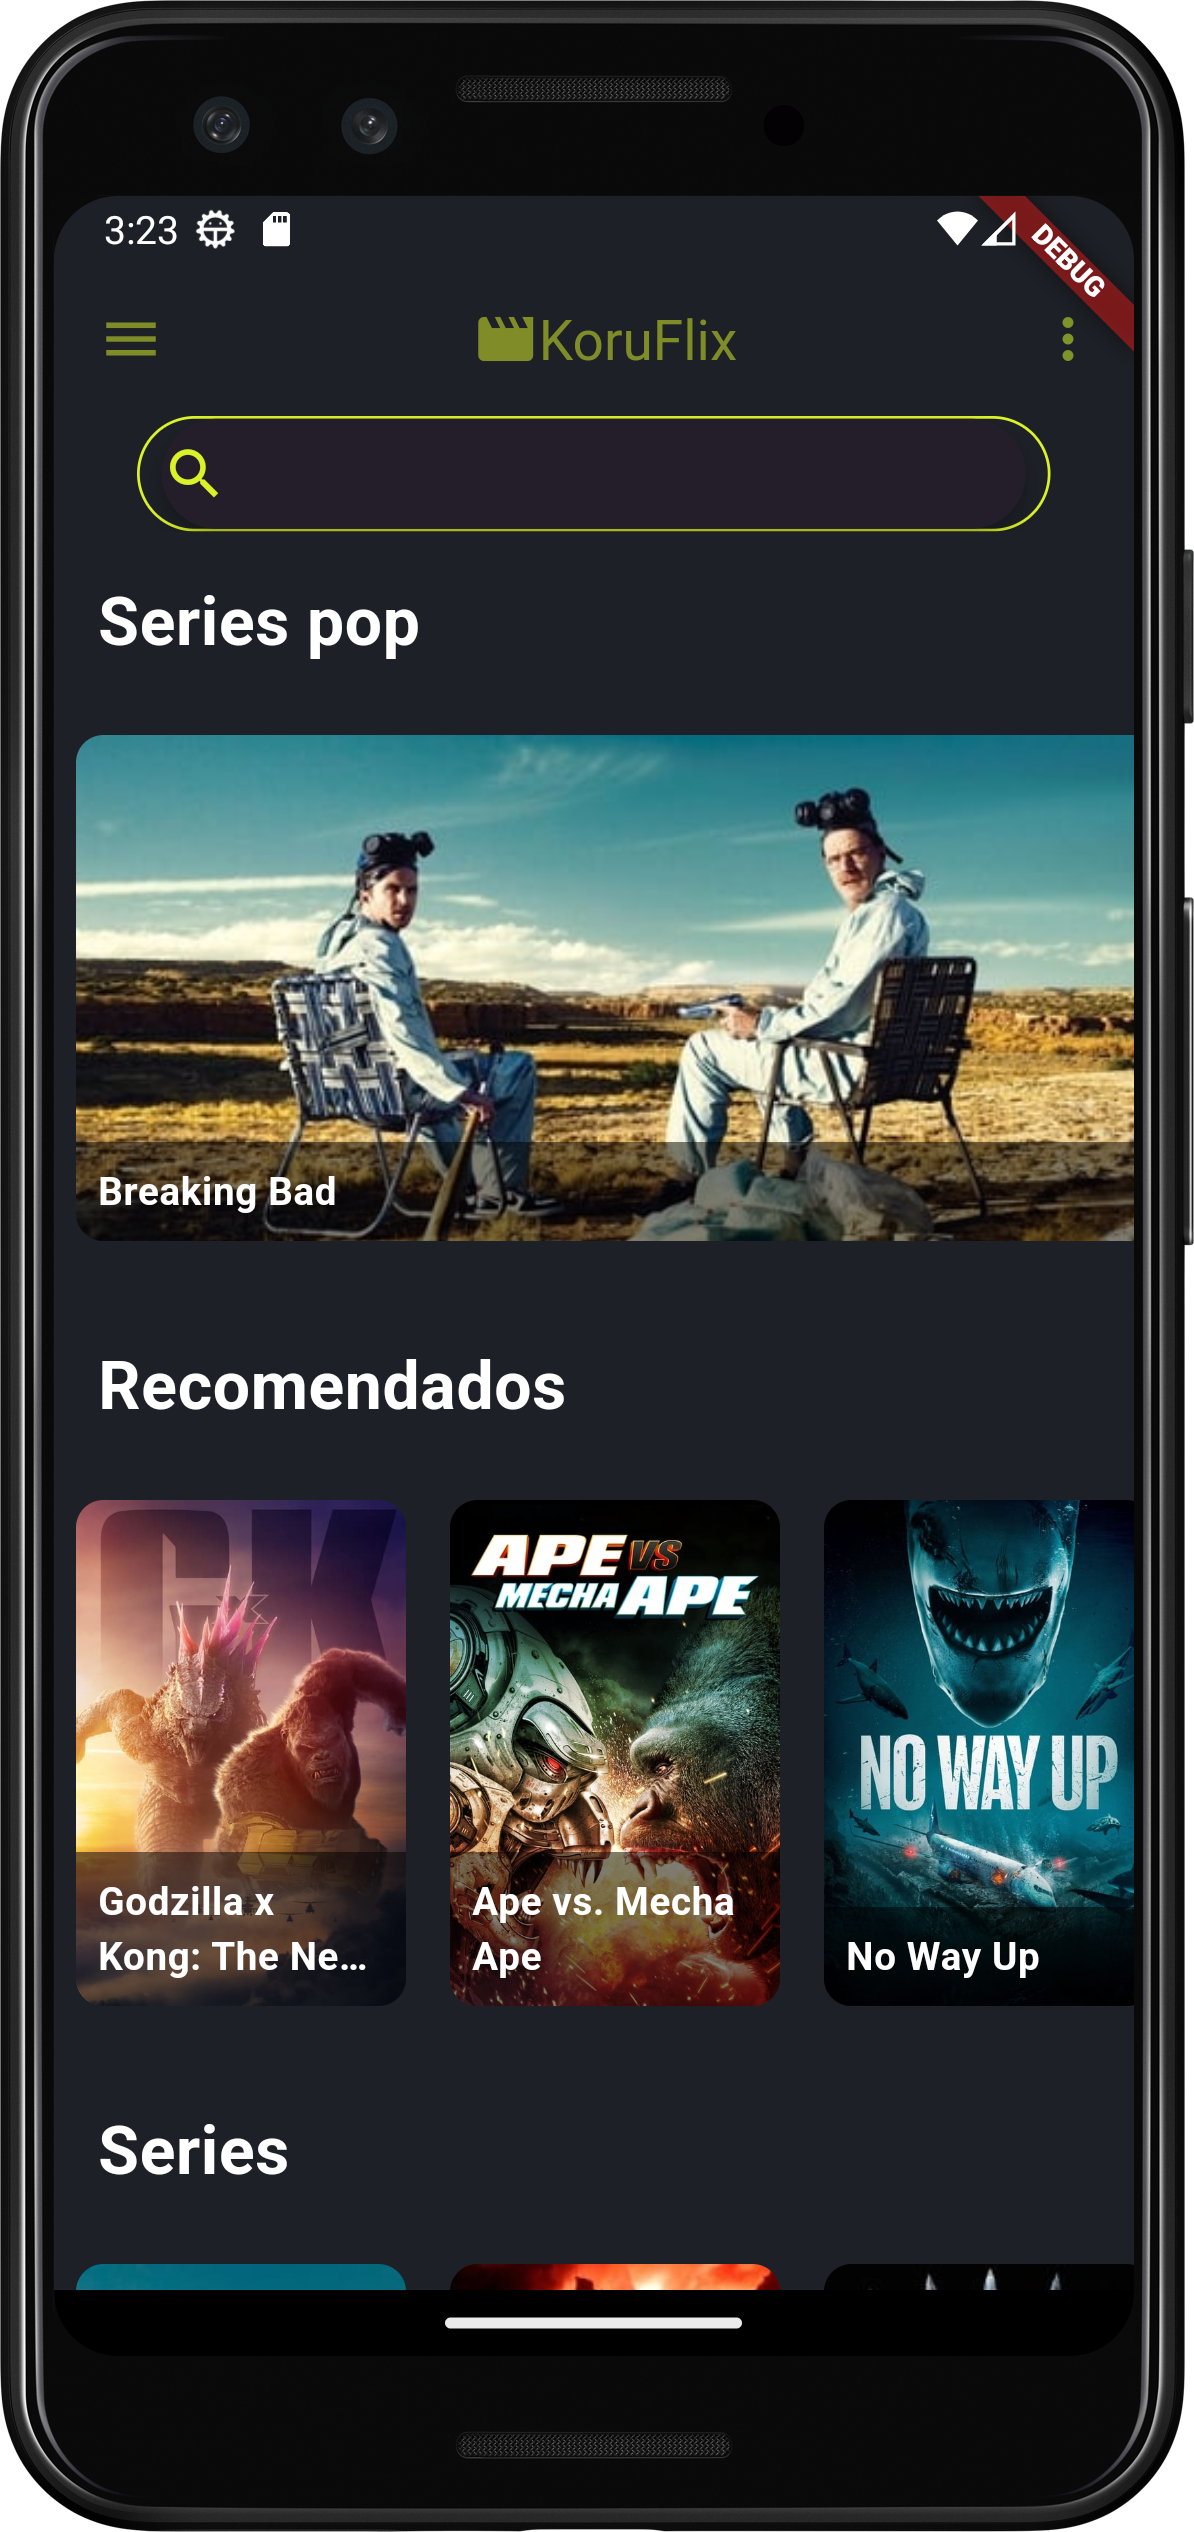 3:23
DEBUG
KoruFlix
Series pop
Breaking Bad
Recomendados
GK
APE VS
MECHA APE
NO WAY UP
Godzilla x
Kong: The Ne...
Ape vs. Mecha
Ape
No Way Up
Series